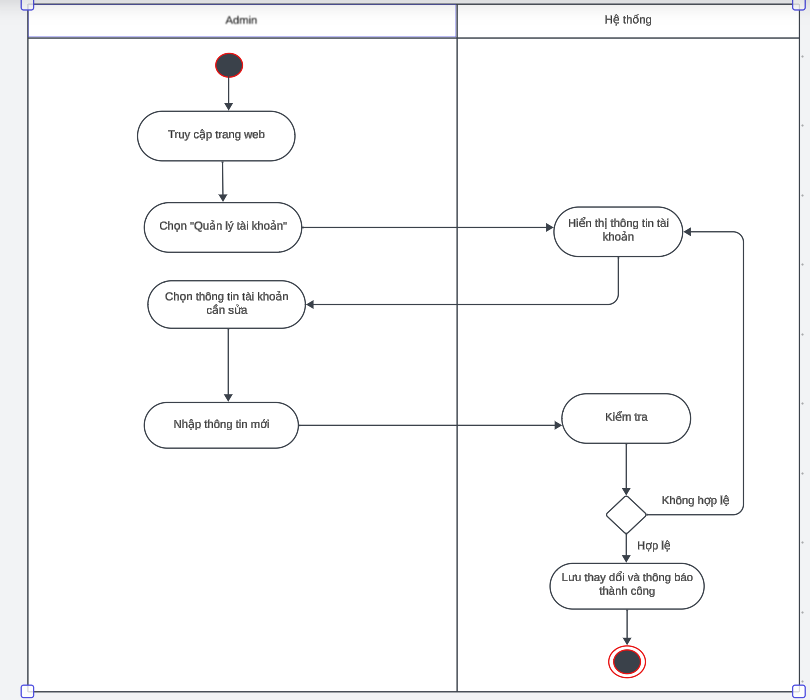 Admin
Hệ thống
Truy cập trang web
Chọn "Quản lý tài khoản"
Hiển thị thông tin tài
khoản
Chọn thông tin tài khoản
cần sửa
Nhập thông tin mới
Kiểm tra
Không hợp lệ
Hợp lệ
Lưu thay dổi và thông báo
thành công